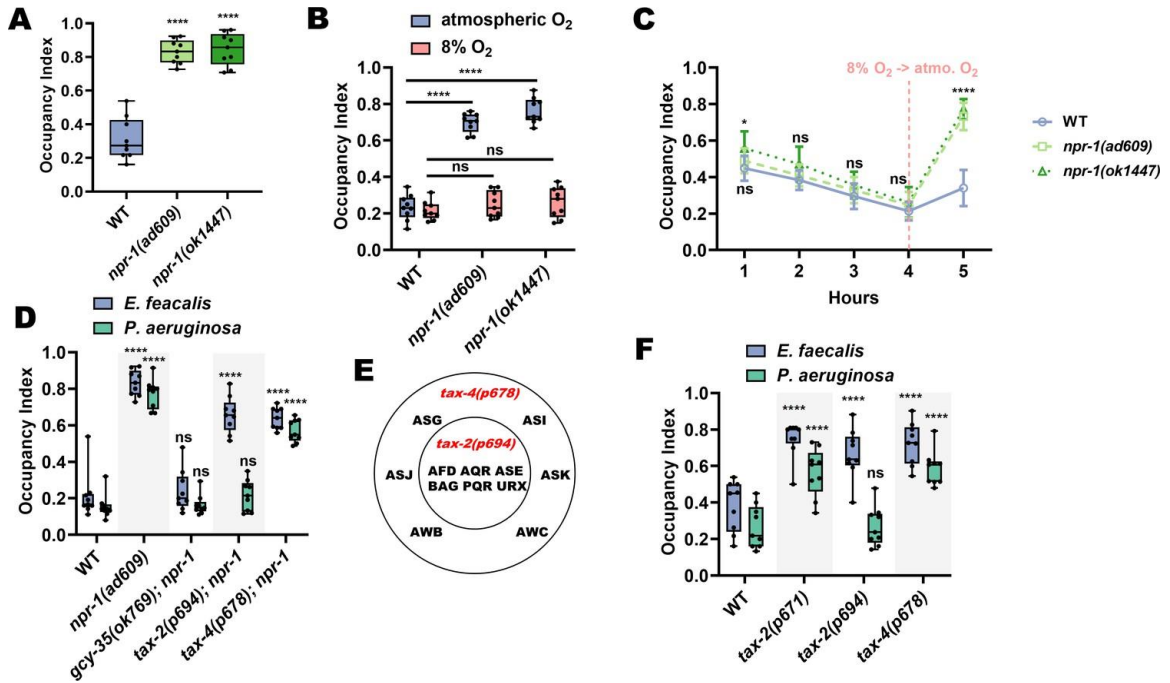 A
Occupancy Index
1.0
0.8
0.6
0.4
0.2
0.0
****
****
WT
npr-1(ad609)
npr-1(ok1447)
B
atmospheric O2
8% O2
Occupancy Index
1.0
0.8
0.6
0.4
0.2
0.0
****
****
ns
ns
WT
npr-1(ad609)
npr-1(ok1447)
C
8% O2 -> atmo. O2
Occupancy Index
1.0
0.8
0.6
0.4
0.2
0.0
*
ns
ns
ns
ns
****
1 2 3 4 5
Hours
WT
npr-1(ad609)
npr-1(ok1447)
D
E. feacalis
P. aeruginosa
Occupancy Index
1.0
0.8
0.6
0.4
0.2
0.0
****
****
ns
ns
****
ns
****
****
WT
npr-1(ad609)
gcy-35(ok769); npr-1
tax-2(p694); npr-1
tax-4(p678); npr-1
E
tax-4(p678)
ASG ASI
tax-2(p694)
AFD AQR ASE
BAG PQR URX
ASJ ASK
AWB AWC
F
E. faecalis
P. aeruginosa
Occupancy Index
1.0
0.8
0.6
0.4
0.2
0.0
****
****
****
ns
****
****
WT
tax-2(p671)
tax-2(p694)
tax-4(p678)